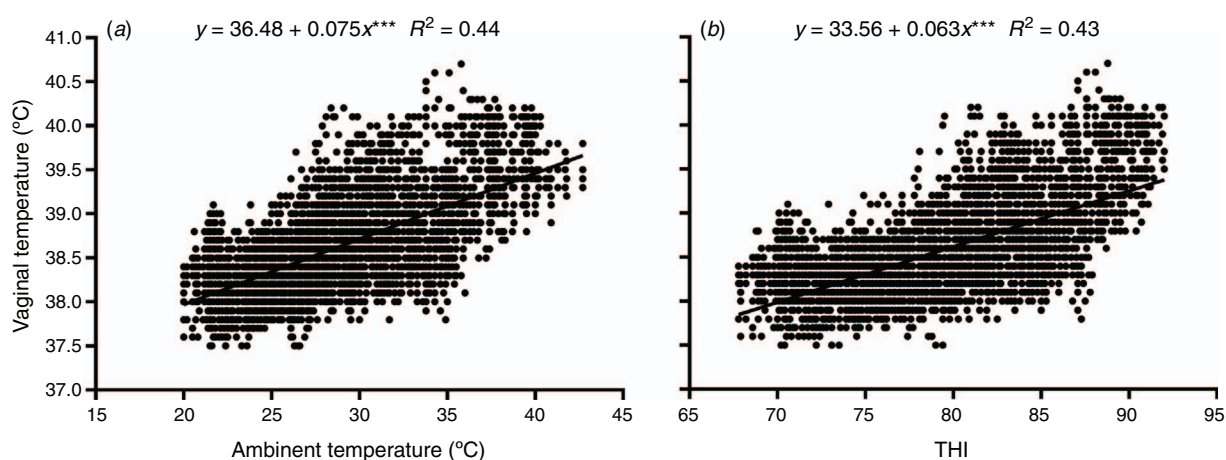 (a) y = 36.48 + 0.075x*** R² = 0.44
(b) y = 33.56 + 0.063x*** R² = 0.43
Vaginal temperature (ºC)
41.0
40.5
40.0
39.5
39.0
38.5
38.0
37.5
37.0
15 20 25 30 35 40 45
65 70 75 80 85 90 95
Ambinent temperature (ºC)
THI